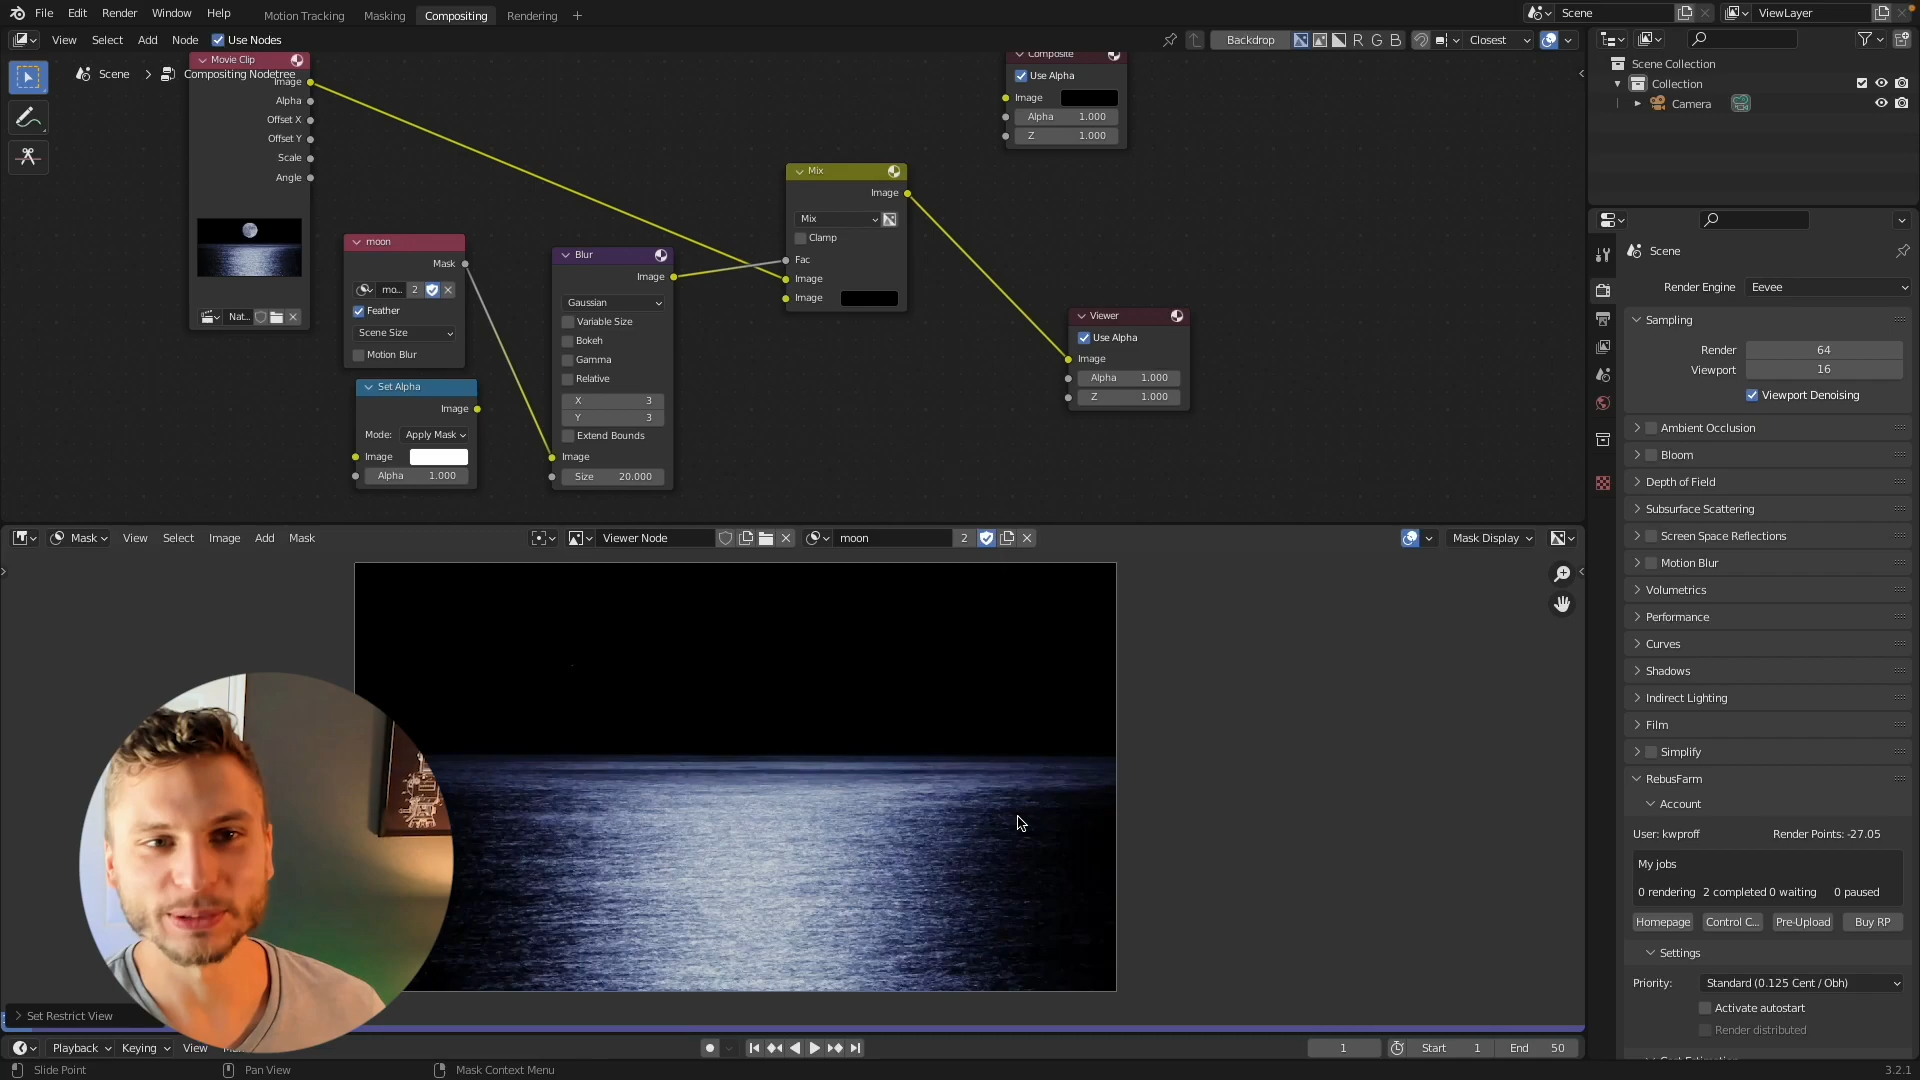 File Edit Render Window Help Motion Tracking Masking Compositing Rendering + Scene ViewLayer
View Select Add Node Use Nodes Backdrop R G B Closest
Scene > Compositing Nodetree
Movie Clip
Image
Alpha
Offset X
Offset Y
Scale
Angle
Nat...
moon
Mask
mo... 2
Feather
Scene Size
Motion Blur
Set Alpha
Image
Mode: Apply Mask
Image
Alpha 1.000
Blur
Image
Gaussian
Variable Size
Bokeh
Gamma
Relative
X 3
Y 3
Extend Bounds
Image
Size 20.000
Mix
Image
Mix
Clamp
Fac
Image
Image
Composite
Use Alpha
Image
Alpha 1.000
Z 1.000
Viewer
Use Alpha
Image
Alpha 1.000
Z 1.000
Scene Collection
Collection
Camera
Scene
Render Engine Eevee
Sampling
Render 64
Viewport 16
Viewport Denoising
Ambient Occlusion
Bloom
Depth of Field
Subsurface Scattering
Screen Space Reflections
Motion Blur
Volumetrics
Performance
Curves
Shadows
Indirect Lighting
Film
Simplify
RebusFarm
Account
User: kwproff Render Points: -27.05
My jobs
0 rendering 2 completed 0 waiting 0 paused
Homepage Control C... Pre-Upload Buy RP
Settings
Priority: Standard (0.125 Cent / Obh)
Activate autostart
Render distributed
Mask View Select Image Add Mask Viewer Node moon 2 Mask Display
Set Restrict View
Playback Keying View 1 Start 1 End 50
Slide Point Pan View Mask Context Menu 3.2.1